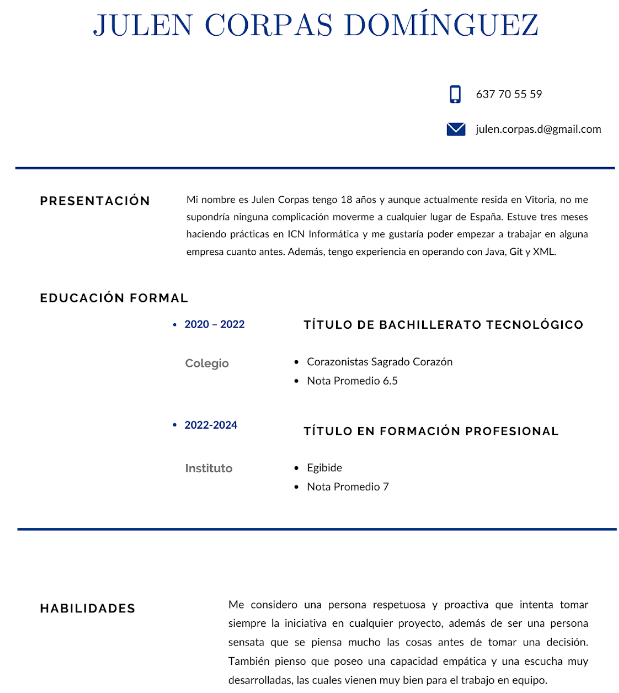 JULEN CORPAS DOMÍNGUEZ
637 70 55 59
julen.corpas.d@gmail.com
PRESENTACIÓN
Mi nombre es Julen Corpas tengo 18 años y aunque actualmente resida en Vitoria, no me
supondría ninguna complicación moverme a cualquier lugar de España. Estuve tres meses
haciendo prácticas en ICN Informática y me gustaría poder empezar a trabajar en alguna
empresa cuanto antes. Además, tengo experiencia en operando con Java, Git y XML.
EDUCACIÓN FORMAL
• 2020 – 2022 TÍTULO DE BACHILLERATO TECNOLÓGICO
Colegio • Corazonistas Sagrado Corazón
• Nota Promedio 6.5
• 2022-2024 TÍTULO EN FORMACIÓN PROFESIONAL
Instituto • Egibide
• Nota Promedio 7
HABILIDADES
Me considero una persona respetuosa y proactiva que intenta tomar
siempre la iniciativa en cualquier proyecto, además de ser una persona
sensata que se piensa mucho las cosas antes de tomar una decisión.
También pienso que poseo una capacidad empática y una escucha muy
desarrolladas, las cuales vienen muy bien para el trabajo en equipo.